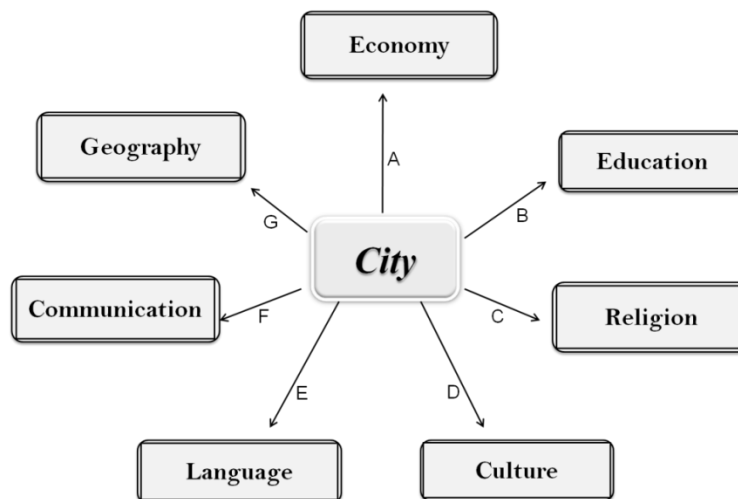 Economy
Geography
A
Education
G
B
City
Communication
F
C
Religion
E
D
Language
Culture